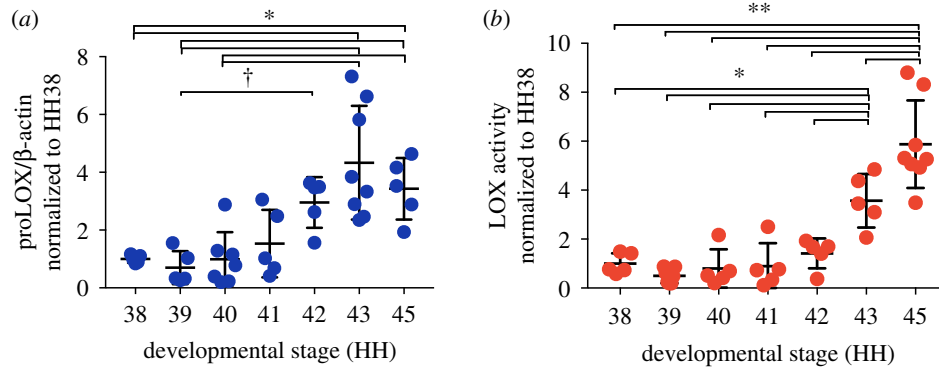 (a)
*
†
proLOX/β-actin
normalized to HH38
8
6
4
2
0
38 39 40 41 42 43 45
developmental stage (HH)
(b)
**
*
LOX activity
normalized to HH38
10
8
6
4
2
0
38 39 40 41 42 43 45
developmental stage (HH)